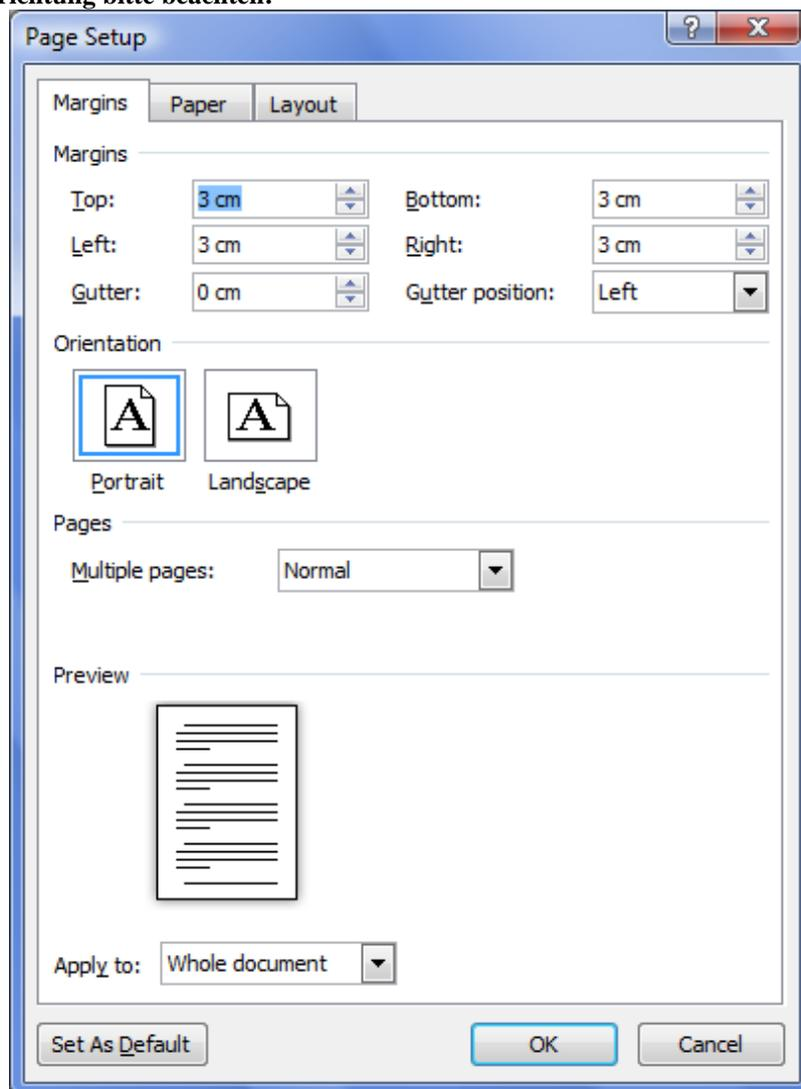 bitte beachten:
Page Setup
Margins Paper Layout
Margins
Top: 3 cm Bottom: 3 cm
Left: 3 cm Right: 3 cm
Gutter: 0 cm Gutter position: Left
Orientation
A A
Portrait Landscape
Pages
Multiple pages: Normal
Preview
Apply to: Whole document
Set As Default OK Cancel